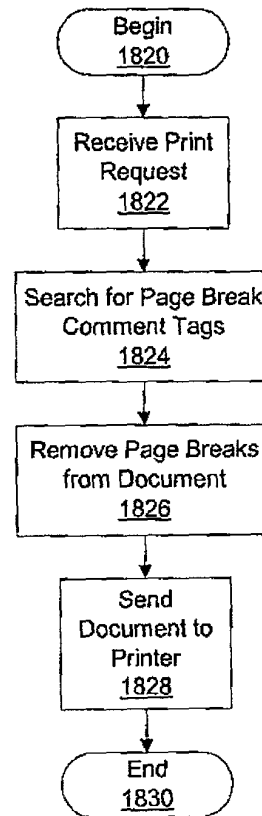 Begin
1820
Receive Print
Request
1822
Search for Page Break
Comment Tags
1824
Remove Page Breaks
from Document
1826
Send
Document to
Printer
1828
End
1830